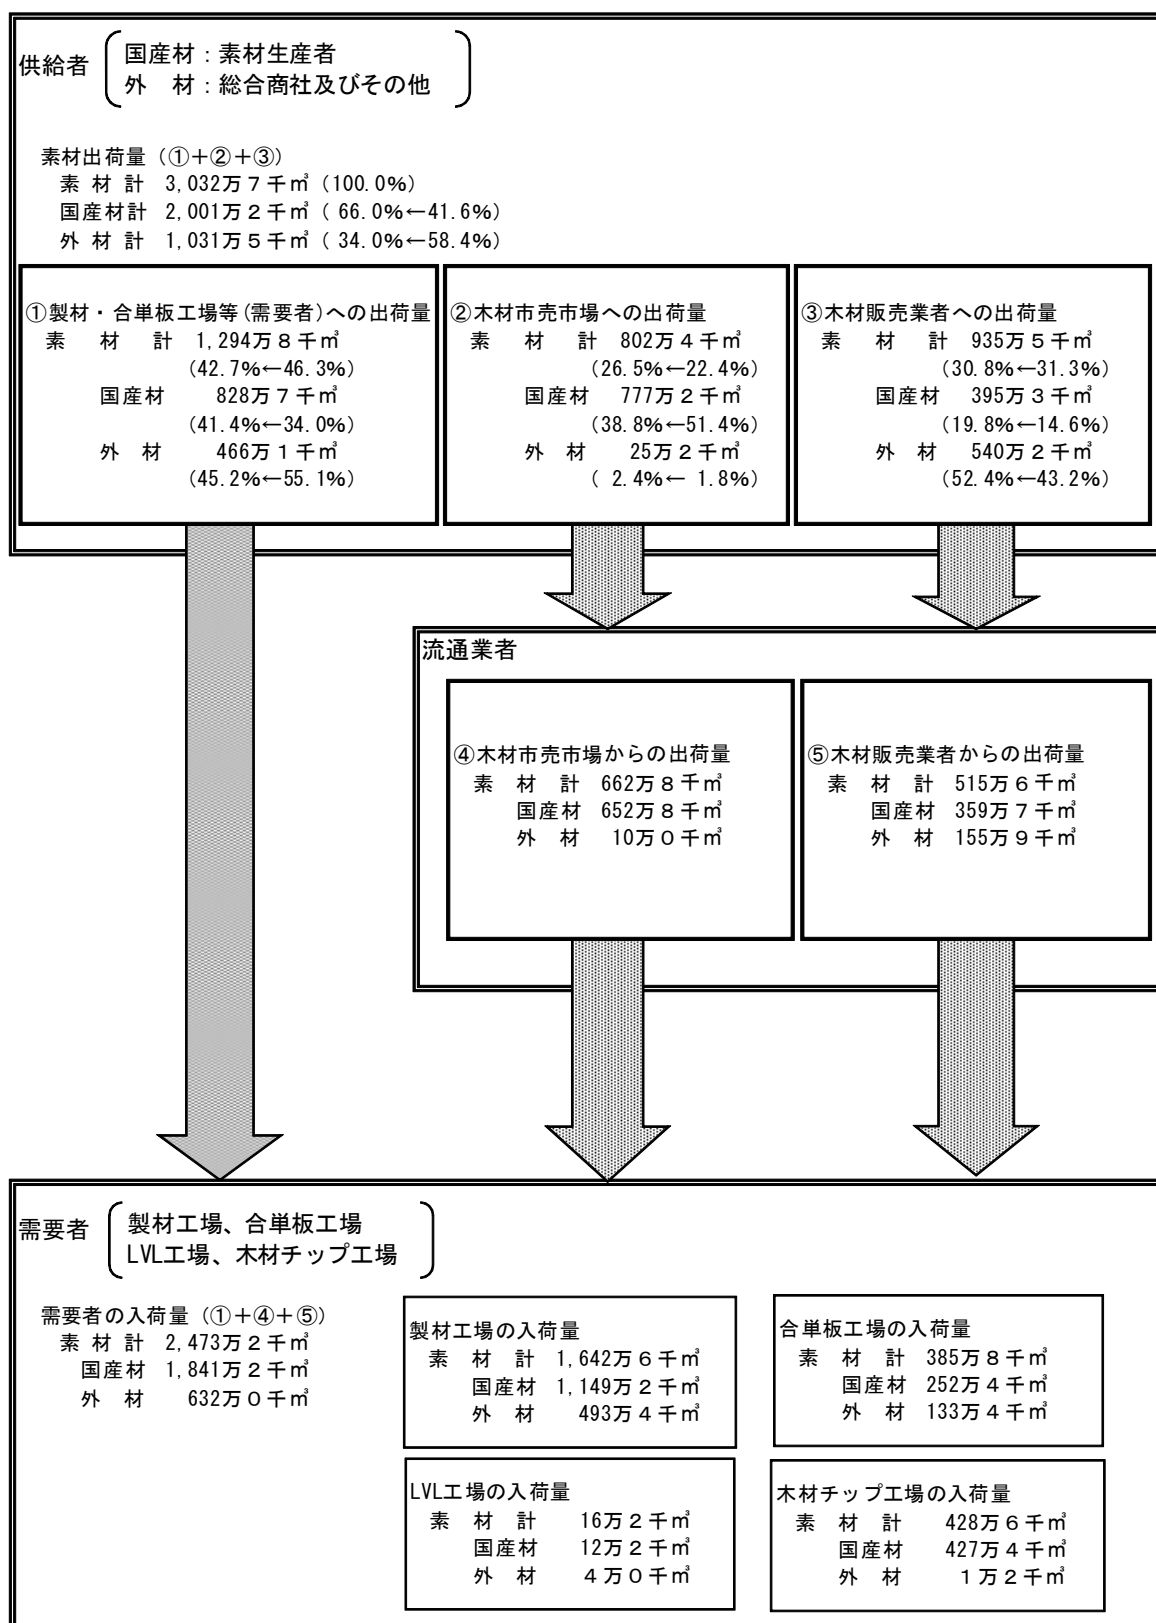 供給者
国産材：素材生産者
外　材：総合商社及びその他
素材出荷量（①＋②＋③）
素 材 計 3,032万７千㎥（100.0%）
国産材計 2,001万２千㎥（ 66.0%←41.6%）
外 材 計 1,031万５千㎥（ 34.0%←58.4%）
①製材・合単板工場等(需要者)への出荷量
素　材　計 1,294万８千㎥
（42.7%←46.3%）
国産材 828万７千㎥
（41.4%←34.0%）
外　材 466万１千㎥
（45.2%←55.1%）
②木材市売市場への出荷量
素　材　計 802万４千㎥
（26.5%←22.4%）
国産材 777万２千㎥
（38.8%←51.4%）
外　材 25万２千㎥
（ 2.4%← 1.8%）
③木材販売業者への出荷量
素　材　計 935万５千㎥
（30.8%←31.3%）
国産材 395万３千㎥
（19.8%←14.6%）
外　材 540万２千㎥
（52.4%←43.2%）
流通業者
④木材市売市場からの出荷量
素　材　計 662万８千㎥
国産材 652万８千㎥
外　材 10万０千㎥
⑤木材販売業者からの出荷量
素　材　計 515万６千㎥
国産材 359万７千㎥
外　材 155万９千㎥
需要者
製材工場、合単板工場
LVL工場、木材チップ工場
需要者の入荷量（①＋④＋⑤）
素 材 計 2,473万２千㎥
国産材 1,841万２千㎥
外　材 632万０千㎥
製材工場の入荷量
素　材　計 1,642万６千㎥
国産材 1,149万２千㎥
外　材 493万４千㎥
合単板工場の入荷量
素　材　計 385万８千㎥
国産材 252万４千㎥
外　材 133万４千㎥
LVL工場の入荷量
素　材　計 16万２千㎥
国産材 12万２千㎥
外　材 ４万０千㎥
木材チップ工場の入荷量
素　材　計 428万６千㎥
国産材 427万４千㎥
外　材 １万２千㎥